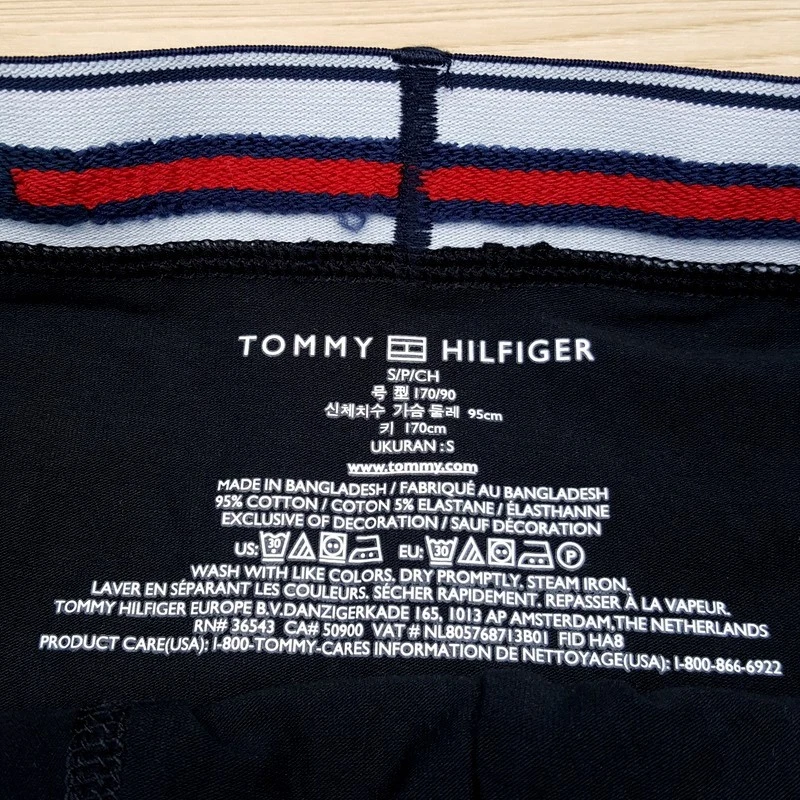 TOMMY HILFIGER
S/P/CH
号 型 170/90
신체치수 가슴둘레 95cm
키 170cm
UKURAN : S
www.tommy.com
MADE IN BANGLADESH / FABRIQUÉ AU BANGLADESH
95% COTTON / COTON 5% ELASTANE / ÉLASTHANNE
EXCLUSIVE OF DECORATION / SAUF DÉCORATION
US: 30 EU: 30 P
WASH WITH LIKE COLORS. DRY PROMPTLY. STEAM IRON.
LAVER EN SÉPARANT LES COULEURS. SÉCHER RAPIDEMENT. REPASSER À LA VAPEUR.
TOMMY HILFIGER EUROPE B.V.DANZIGERKADE 165, 1013 AP AMSTERDAM,THE NETHERLANDS
RN# 36543 CA# 50900 VAT # NL805768713B01 FID HA8
PRODUCT CARE(USA): 1-800-TOMMY-CARES INFORMATION DE NETTOYAGE(USA): 1-800-866-6922